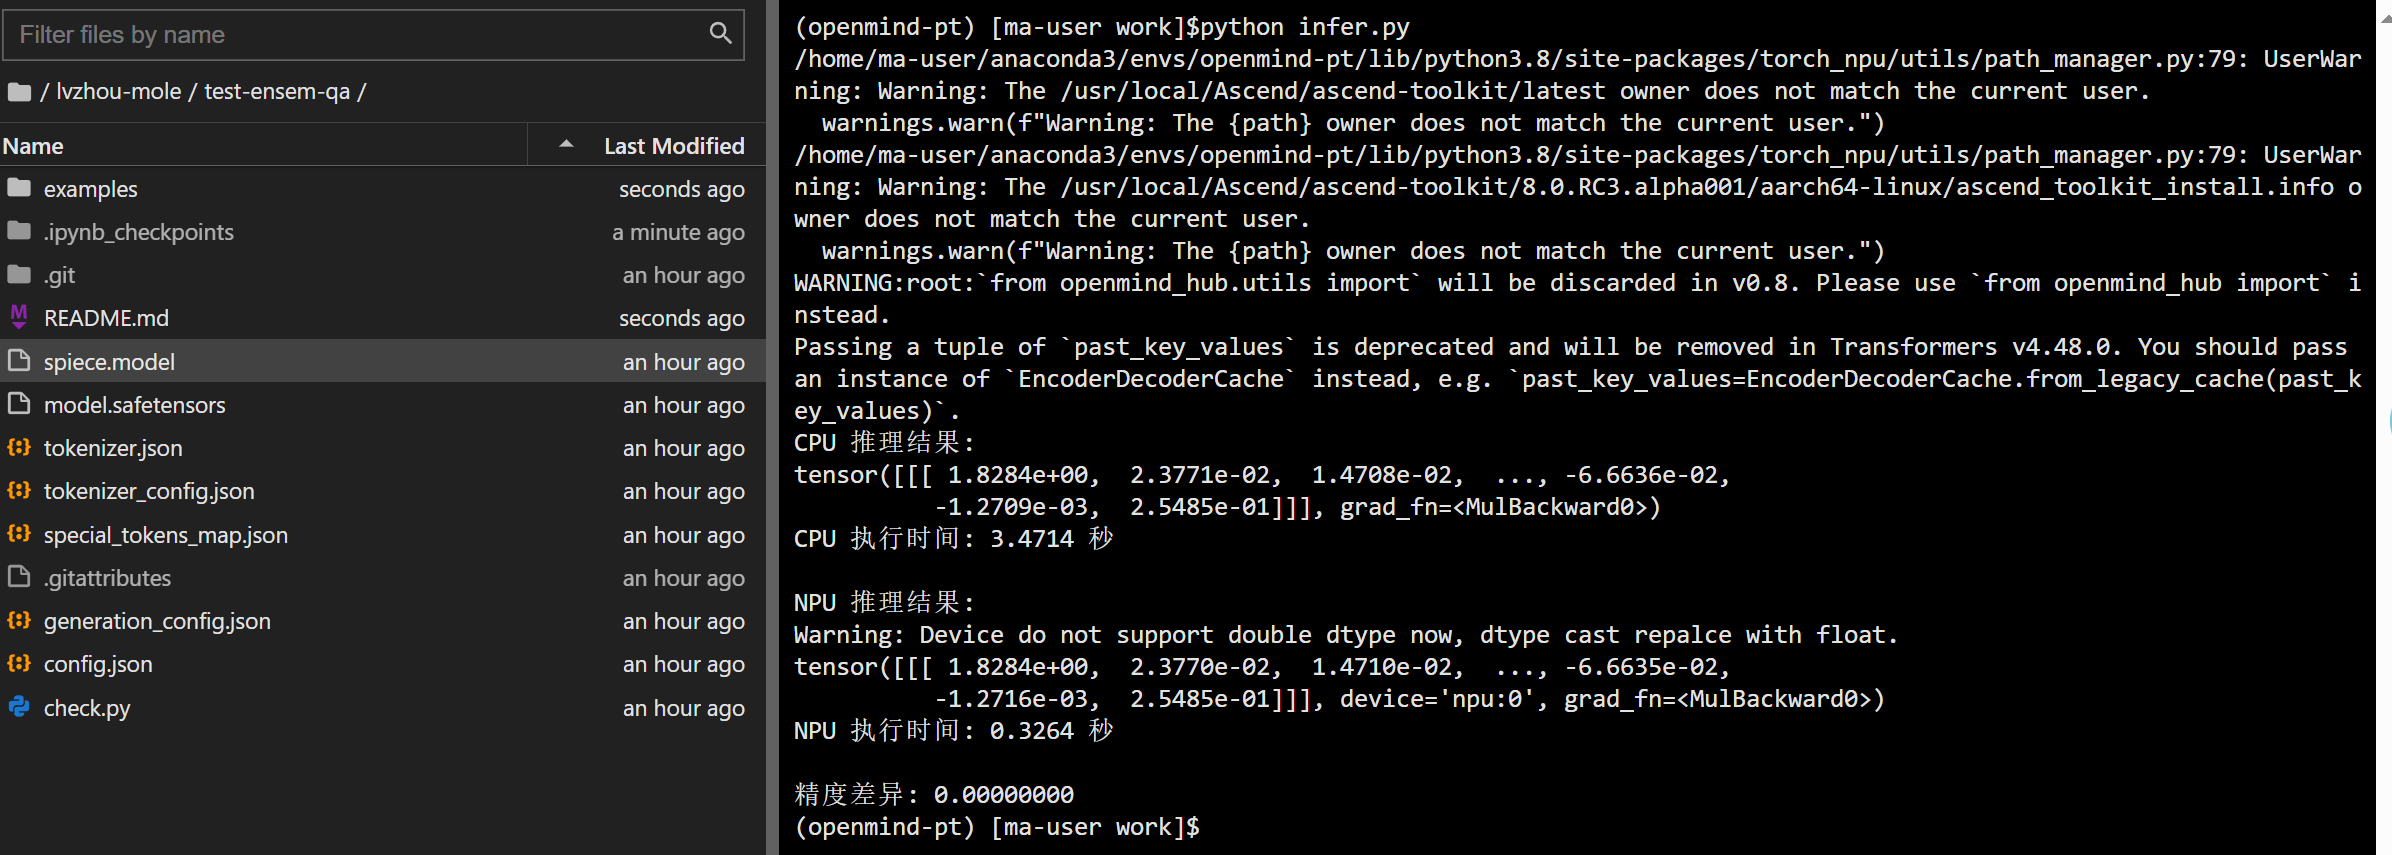 Filter files by name
/ lvzhou-mole / test-ensem-qa /
Name Last Modified
examples seconds ago
.ipynb_checkpoints a minute ago
.git an hour ago
README.md seconds ago
spiece.model an hour ago
model.safetensors an hour ago
tokenizer.json an hour ago
tokenizer_config.json an hour ago
special_tokens_map.json an hour ago
.gitattributes an hour ago
generation_config.json an hour ago
config.json an hour ago
check.py an hour ago
(openmind-pt) [ma-user work]$python infer.py
/home/ma-user/anaconda3/envs/openmind-pt/lib/python3.8/site-packages/torch_npu/utils/path_manager.py:79: UserWar
ning: Warning: The /usr/local/Ascend/ascend-toolkit/latest owner does not match the current user.
  warnings.warn(f"Warning: The {path} owner does not match the current user.")
/home/ma-user/anaconda3/envs/openmind-pt/lib/python3.8/site-packages/torch_npu/utils/path_manager.py:79: UserWar
ning: Warning: The /usr/local/Ascend/ascend-toolkit/8.0.RC3.alpha001/aarch64-linux/ascend_toolkit_install.info o
wner does not match the current user.
  warnings.warn(f"Warning: The {path} owner does not match the current user.")
WARNING:root:`from openmind_hub.utils import` will be discarded in v0.8. Please use `from openmind_hub import` i
nstead.
Passing a tuple of `past_key_values` is deprecated and will be removed in Transformers v4.48.0. You should pass
an instance of `EncoderDecoderCache` instead, e.g. `past_key_values=EncoderDecoderCache.from_legacy_cache(past_k
ey_values)`.
CPU 推理结果:
tensor([[[ 1.8284e+00,  2.3771e-02,  1.4708e-02,  ..., -6.6636e-02,
         -1.2709e-03,  2.5485e-01]]], grad_fn=<MulBackward0>)
CPU 执行时间: 3.4714 秒
NPU 推理结果:
Warning: Device do not support double dtype now, dtype cast repalce with float.
tensor([[[ 1.8284e+00,  2.3770e-02,  1.4710e-02,  ..., -6.6635e-02,
         -1.2716e-03,  2.5485e-01]]], device='npu:0', grad_fn=<MulBackward0>)
NPU 执行时间: 0.3264 秒
精度差异: 0.00000000
(openmind-pt) [ma-user work]$